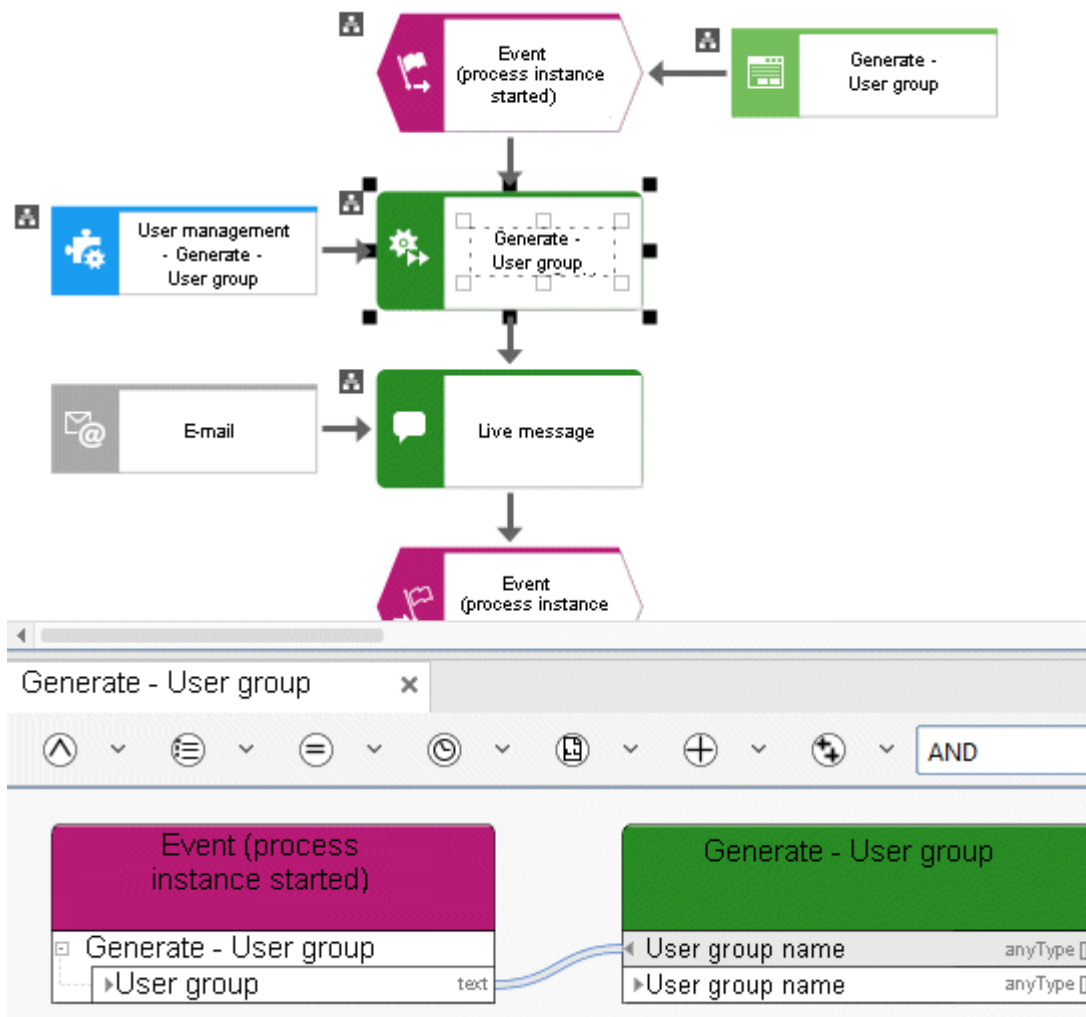 Event
(process instance
started)
Generate -
User group
User management
- Generate -
User group
Generate -
User group
E-mail
Live message
Event
(process instance
Generate - User group
AND
Event (process
instance started)
Generate - User group
Generate - User group
User group name anyType []
User group text
User group name anyType []